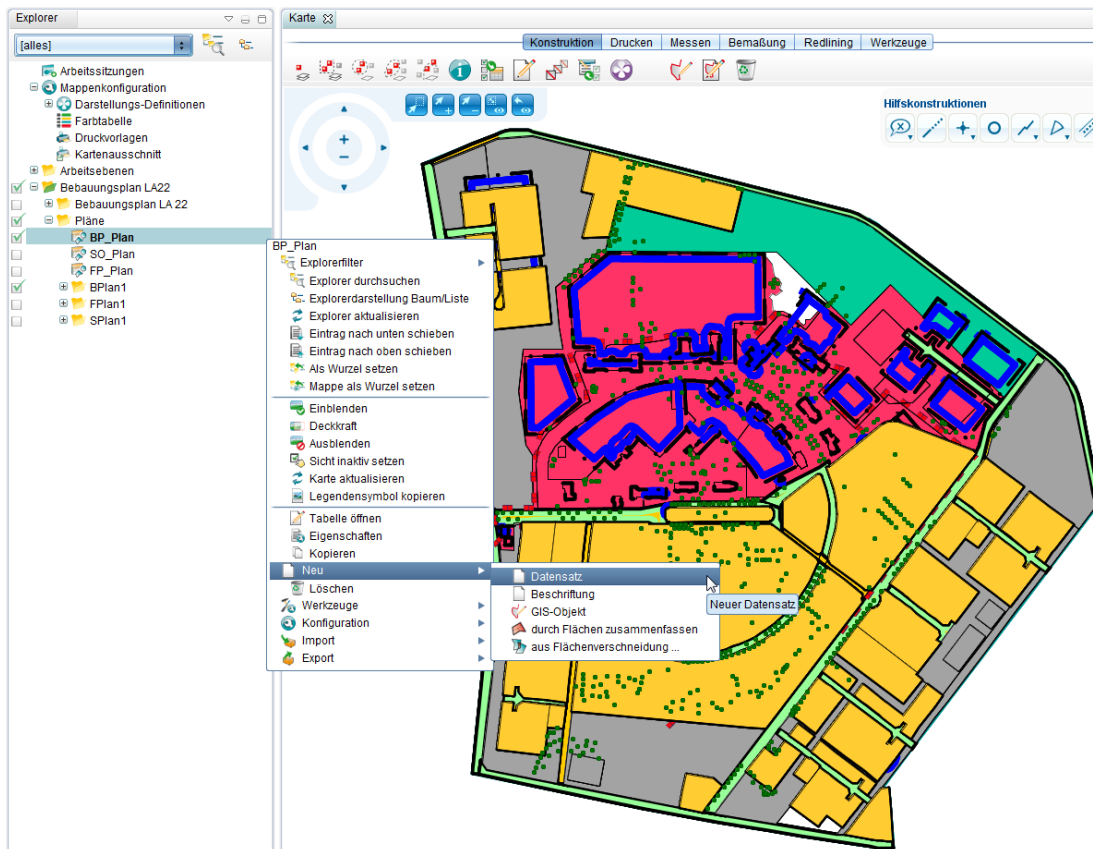 Explorer
[alles]
Arbeitssitzungen
Mappenkonfiguration
Darstellungs-Definitionen
Farbtabelle
Druckvorlagen
Kartenausschnitt
Arbeitsebenen
Bebauungsplan LA22
Bebauungsplan LA 22
Pläne
BP_Plan
SO_Plan
FP_Plan
BPlan1
FPlan1
SPlan1
Karte
Konstruktion Drucken Messen Bemaßung Redlining Werkzeuge
Hilfskonstruktionen
BP_Plan
Explorerfilter
Explorer durchsuchen
Explorerdarstellung Baum/Liste
Explorer aktualisieren
Eintrag nach unten schieben
Eintrag nach oben schieben
Als Wurzel setzen
Mappe als Wurzel setzen
Einblenden
Deckkraft
Ausblenden
Sicht inaktiv setzen
Karte aktualisieren
Legendensymbol kopieren
Tabelle öffnen
Eigenschaften
Kopieren
Neu
Löschen
Werkzeuge
Konfiguration
Import
Export
Datensatz
Beschriftung
GIS-Objekt
durch Flächen zusammenfassen
aus Flächenverschneidung ...
Neuer Datensatz